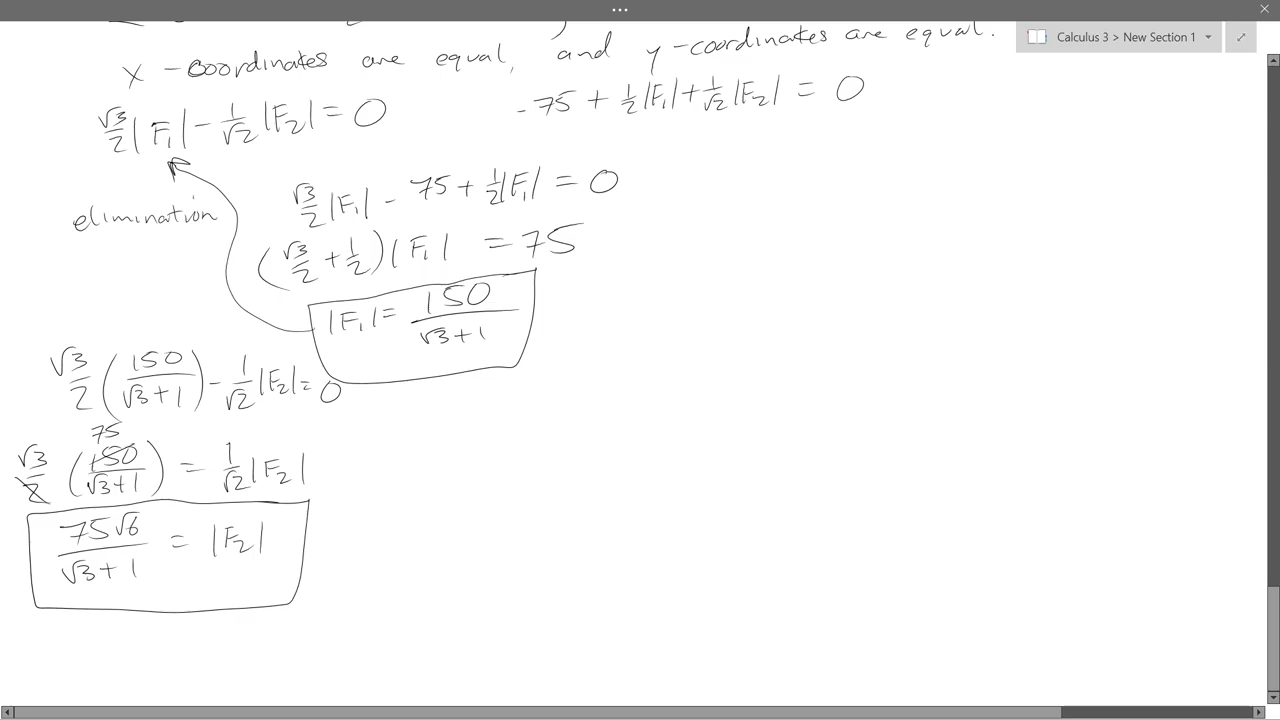 Calculus 3 > New Section 1
x-coordinates are equal, and y-coordinates are equal.
√3/2 |F₁| - 1/√2 |F₂| = 0
-75 + 1/2 |F₁| + 1/√2 |F₂| = 0
elimination
√3/2 |F₁| - 75 + 1/2 |F₁| = 0
(√3/2 + 1/2) |F₁| = 75
|F₁| = 150/(√3+1)
√3/2 (150/(√3+1)) - 1/√2 |F₂| = 0
75
√3/2 (150/(√3+1)) = 1/√2 |F₂|
75√6/(√3+1) = |F₂|